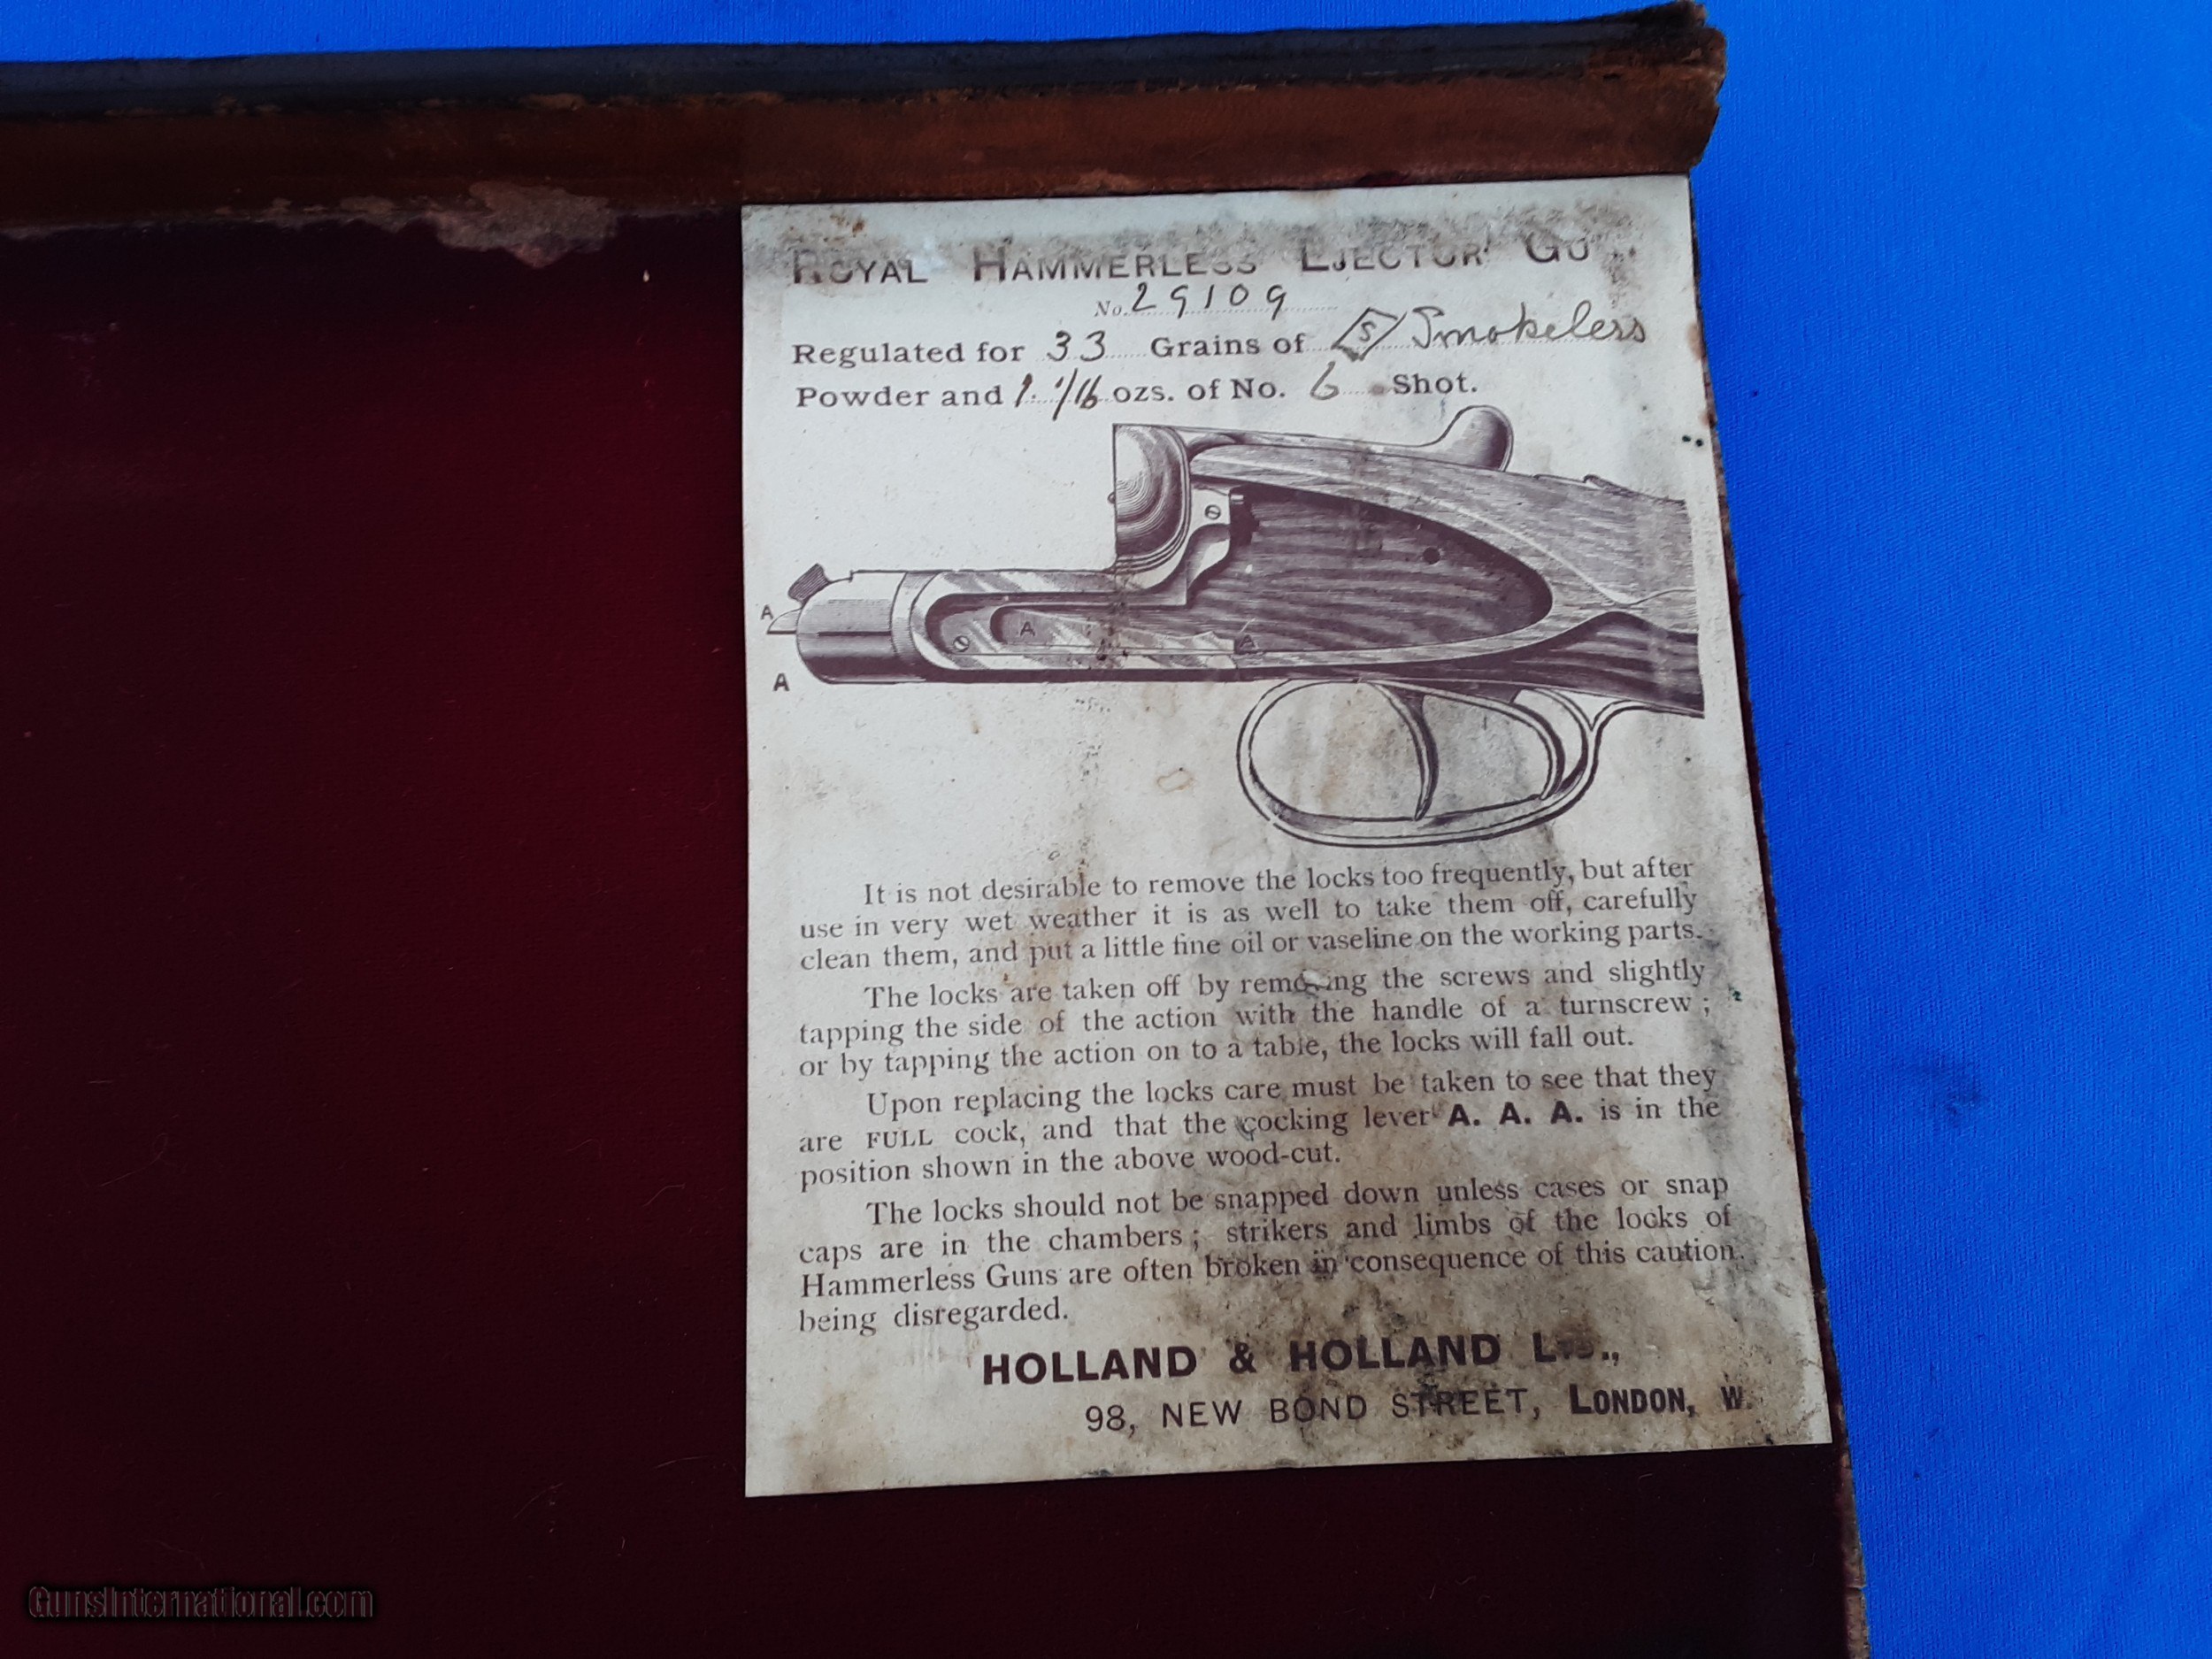 ROYAL HAMMERLESS EJECTOR GU
No. 29109
Regulated for 33 Grains of S Smokeless
Powder and 1 1/16 ozs. of No. 6 Shot.
A
A
A
A
It is not desirable to remove the locks too frequently, but after
use in very wet weather it is as well to take them off, carefully
clean them, and put a little fine oil or vaseline on the working parts.
The locks are taken off by removing the screws and slightly
tapping the side of the action with the handle of a turnscrew ;
or by tapping the action on to a table, the locks will fall out.
Upon replacing the locks care must be taken to see that they
are FULL cock, and that the cocking lever A. A. A. is in the
position shown in the above wood-cut.
The locks should not be snapped down unless cases or snap
caps are in the chambers ; strikers and limbs of the locks of
Hammerless Guns are often broken in consequence of this caution
being disregarded.
HOLLAND & HOLLAND LTD.,
98, NEW BOND STREET, LONDON, W.
GunsInternational.com